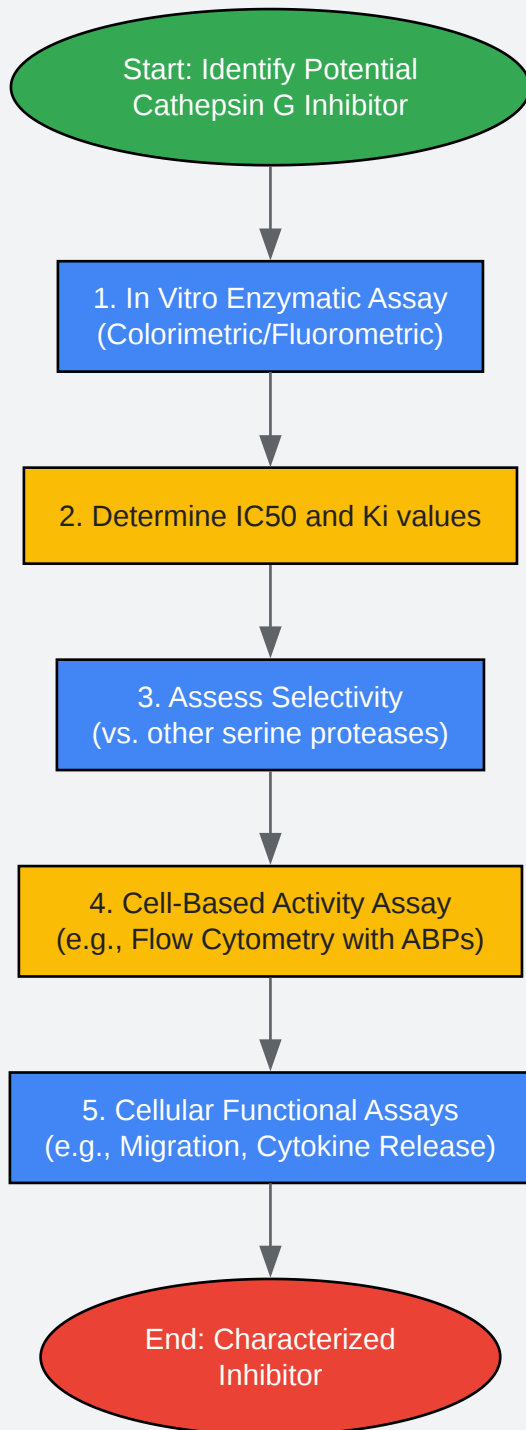 Start: Identify Potential
Cathepsin G Inhibitor
1. In Vitro Enzymatic Assay
(Colorimetric/Fluorometric)
2. Determine IC50 and Ki values
3. Assess Selectivity
(vs. other serine proteases)
4. Cell-Based Activity Assay
(e.g., Flow Cytometry with ABPs)
5. Cellular Functional Assays
(e.g., Migration, Cytokine Release)
End: Characterized
Inhibitor